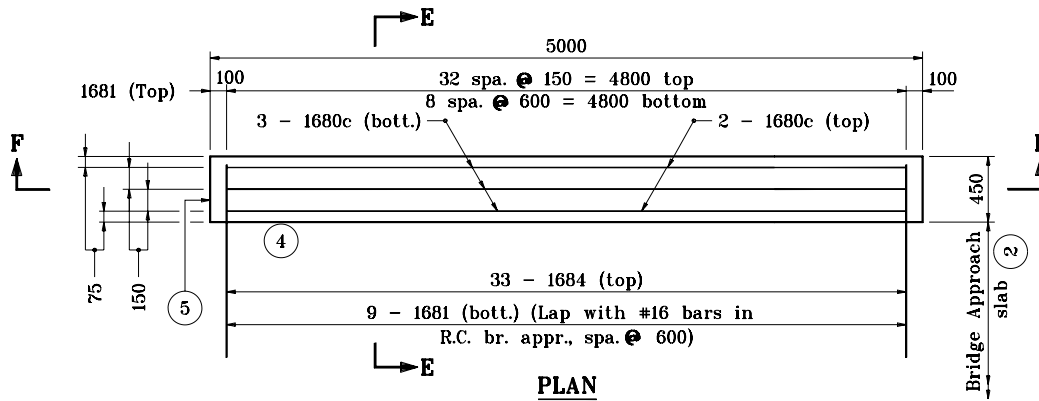 E
5000
100
32 spa. @ 150 = 4800 top
100
1681 (Top)
8 spa. @ 600 = 4800 bottom
3 - 1680c (bott.)
2 - 1680c (top)
F
450
4
5
75
150
33 - 1684 (top)
9 - 1681 (bott.) (Lap with #16 bars in
R.C. br. appr., spa. @ 600)
E
PLAN
Bridge Approach
slab
2